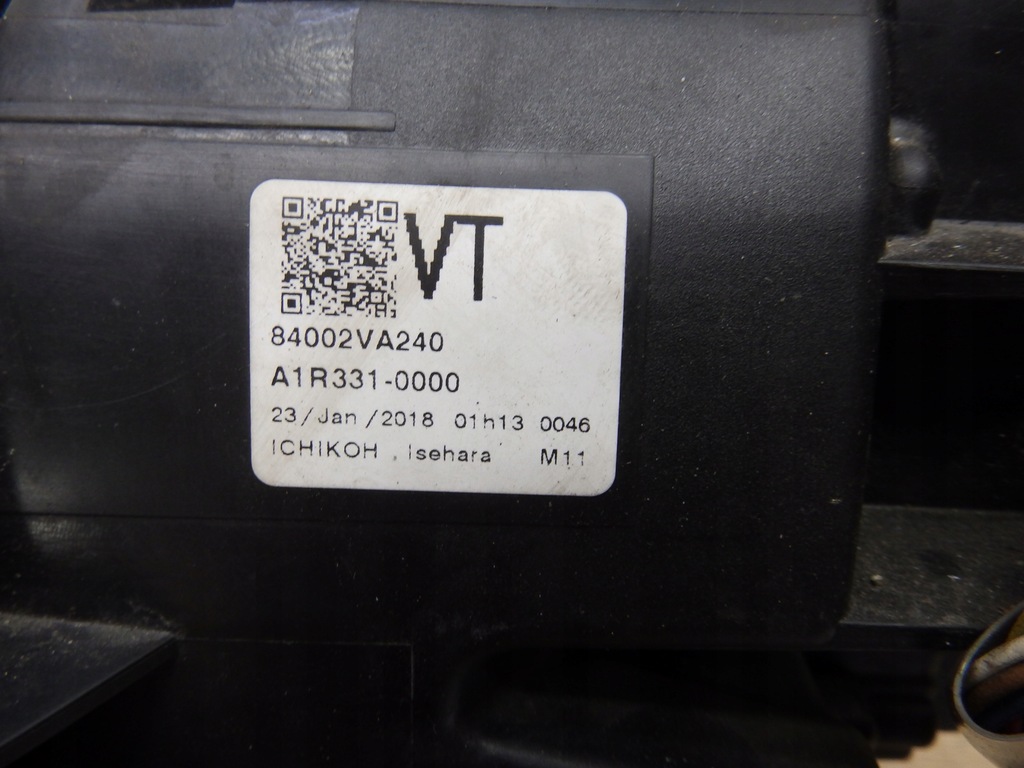 VT
84002VA240
A1R331-0000
23/Jan/2018 01h13 0046
ICHIKOH , Isehara M11